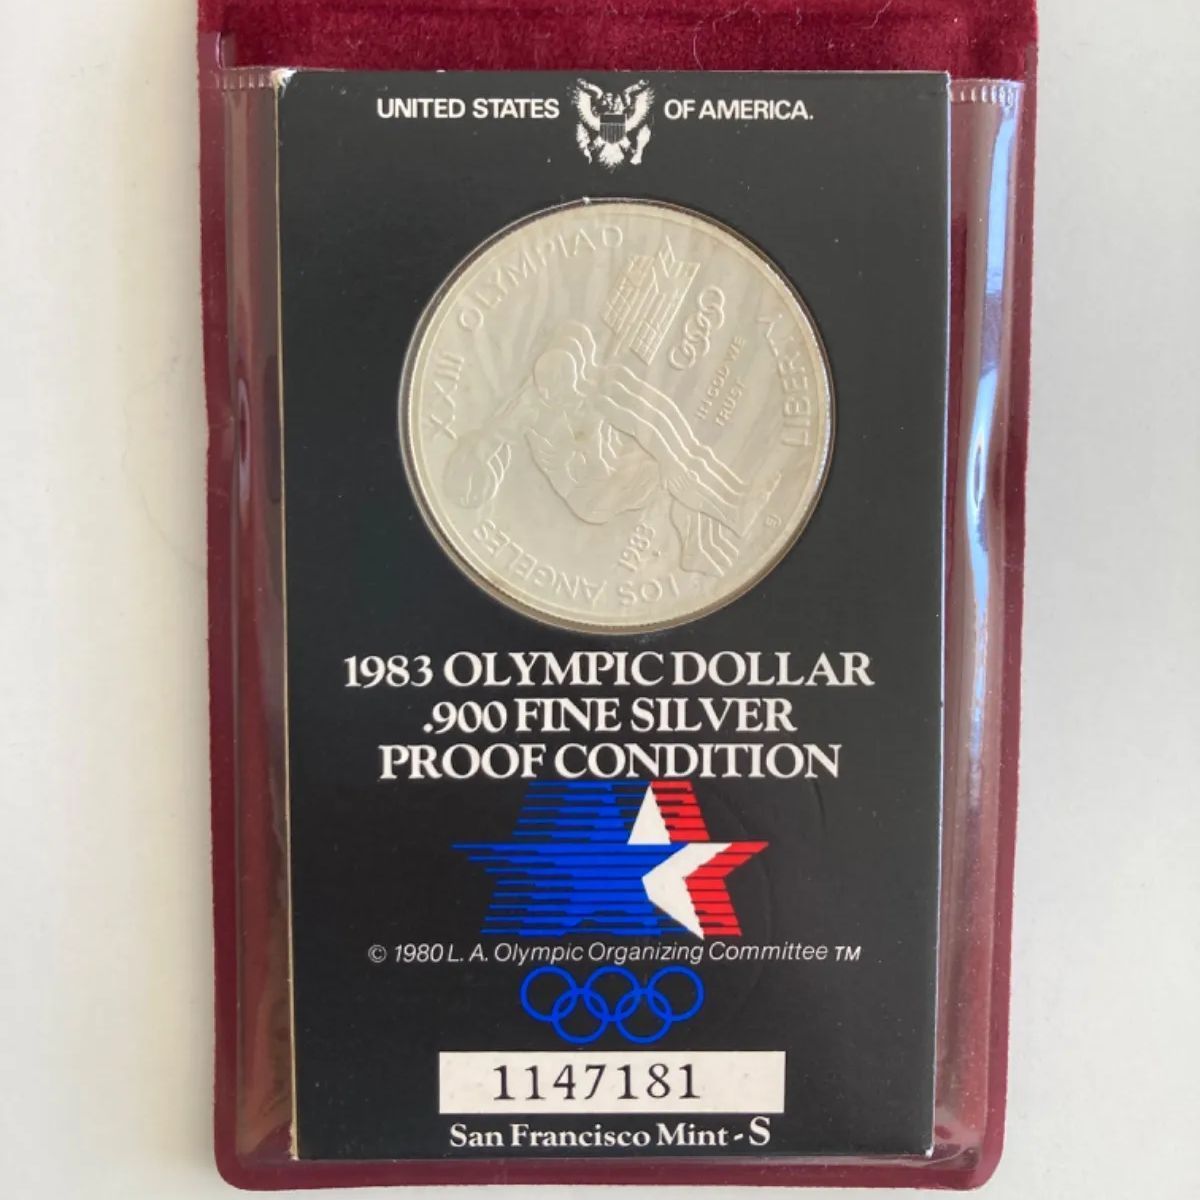 UNITED STATES OF AMERICA.
XXIII OLYMPIAD
LOS ANGELES
1983
S
IN GOD WE
TRUST
LIBERTY
1983 OLYMPIC DOLLAR
.900 FINE SILVER
PROOF CONDITION
© 1980 L. A. Olympic Organizing Committee TM
1147181
San Francisco Mint - S